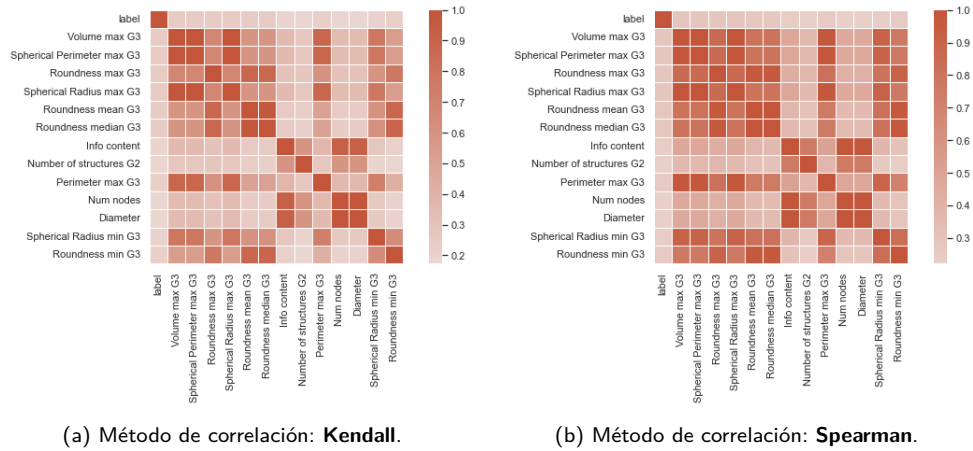 label
Volume max G3
Spherical Perimeter max G3
Roundness max G3
Spherical Radius max G3
Roundness mean G3
Roundness median G3
Info content
Number of structures G2
Perimeter max G3
Num nodes
Diameter
Spherical Radius min G3
Roundness min G3
1.0
0.9
0.8
0.7
0.6
0.5
0.4
0.3
0.2
label
Volume max G3
Spherical Perimeter max G3
Roundness max G3
Spherical Radius max G3
Roundness mean G3
Roundness median G3
Info content
Number of structures G2
Perimeter max G3
Num nodes
Diameter
Spherical Radius min G3
Roundness min G3
(a) Método de correlación: Kendall.
label
Volume max G3
Spherical Perimeter max G3
Roundness max G3
Spherical Radius max G3
Roundness mean G3
Roundness median G3
Info content
Number of structures G2
Perimeter max G3
Num nodes
Diameter
Spherical Radius min G3
Roundness min G3
1.0
0.9
0.8
0.7
0.6
0.5
0.4
0.3
label
Volume max G3
Spherical Perimeter max G3
Roundness max G3
Spherical Radius max G3
Roundness mean G3
Roundness median G3
Info content
Number of structures G2
Perimeter max G3
Num nodes
Diameter
Spherical Radius min G3
Roundness min G3
(b) Método de correlación: Spearman.